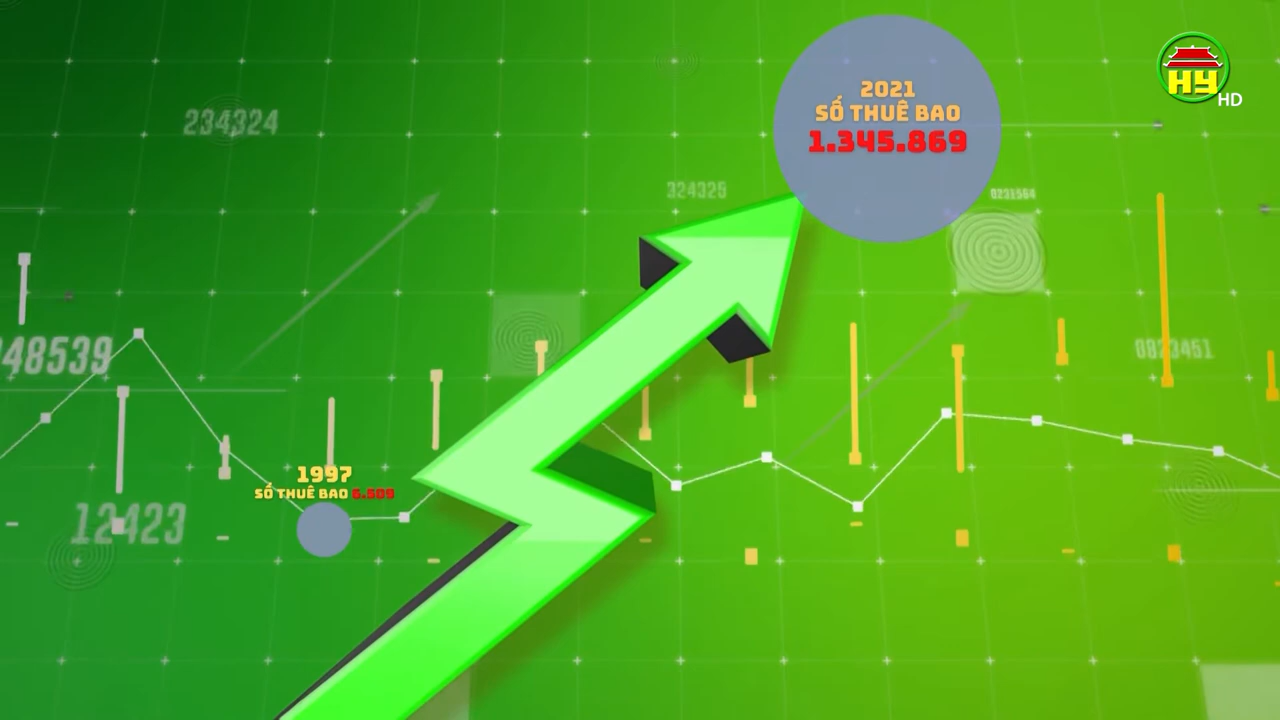 2021
SỐ THUÊ BAO
1.345.869
HY
HD
234324
324325
0231564
48539
0823451
1997
SỐ THUÊ BAO 6.509
12423